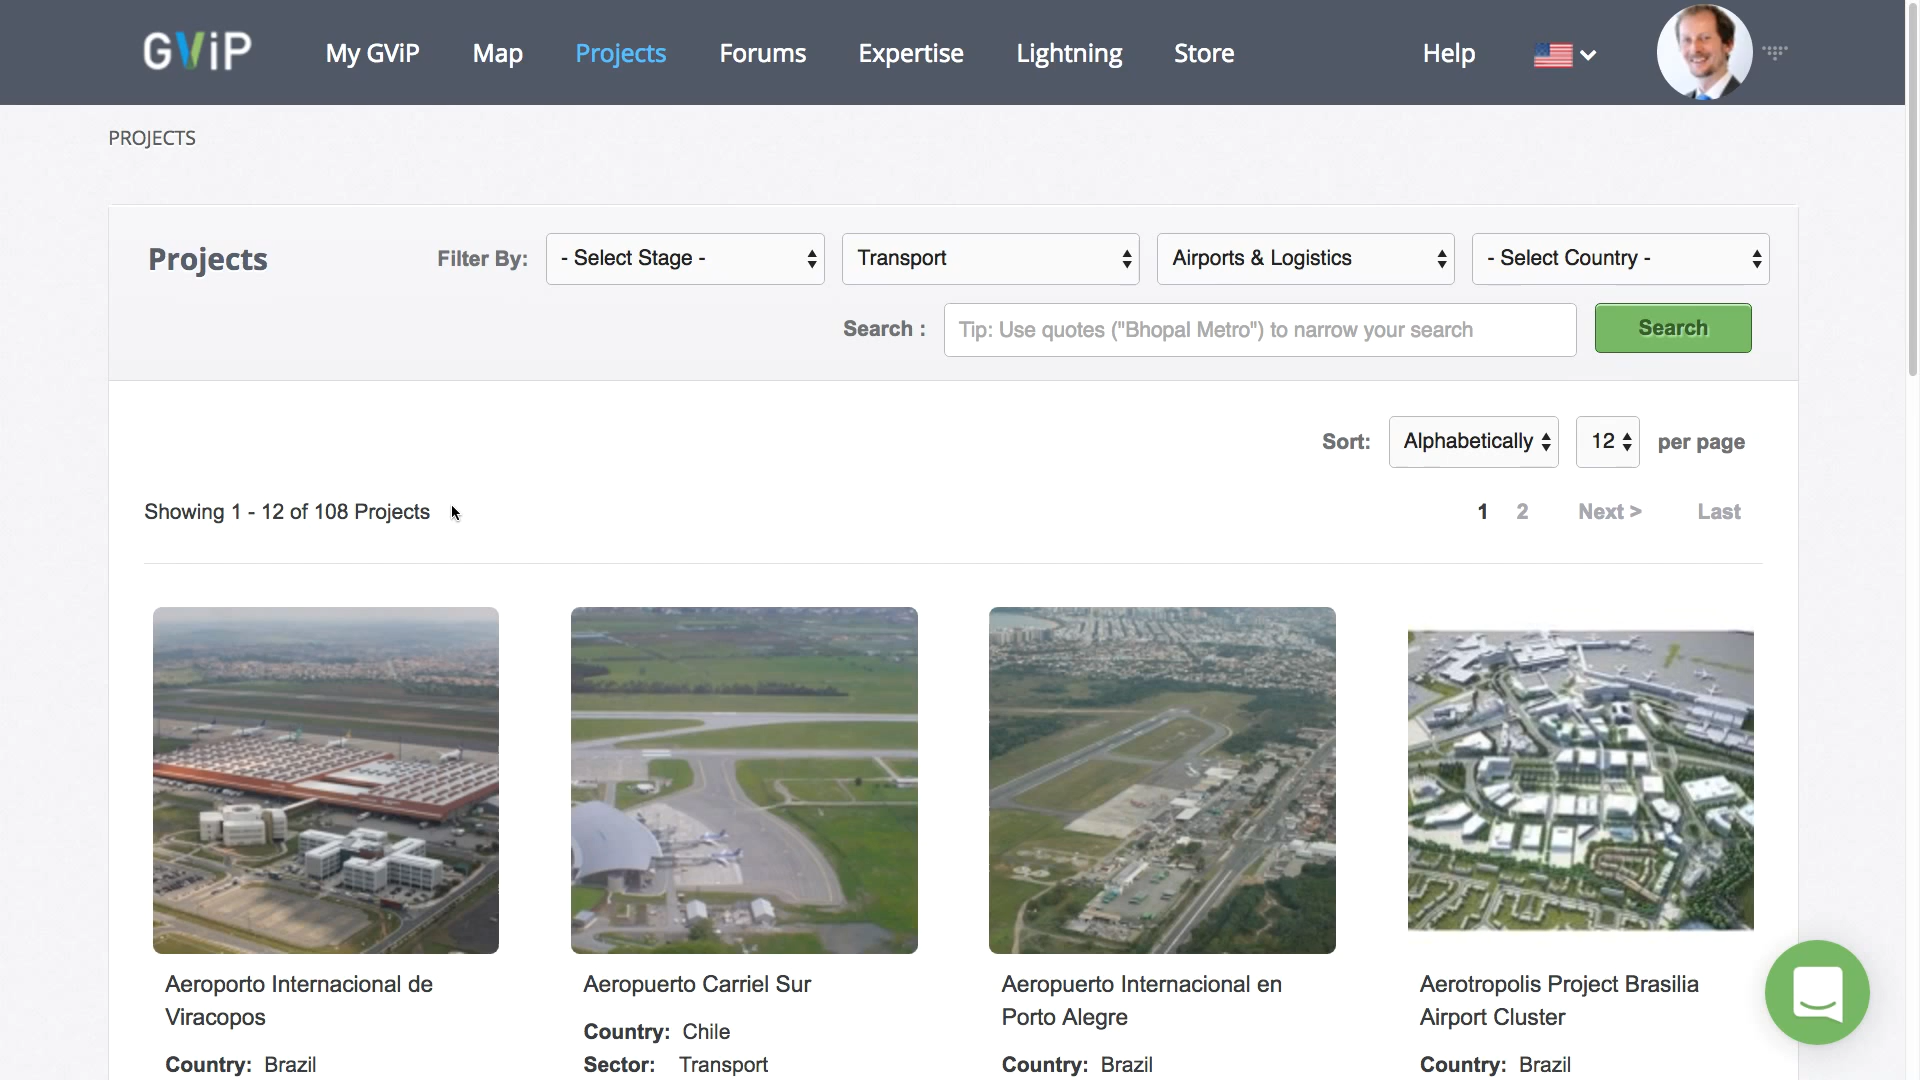 GViP My GViP Map Projects Forums Expertise Lightning Store Help
PROJECTS
Projects Filter By: - Select Stage - Transport Airports & Logistics - Select Country -
Search : Tip: Use quotes ("Bhopal Metro") to narrow your search Search
Sort: Alphabetically 12 per page
Showing 1 - 12 of 108 Projects 1 2 Next > Last
Aeroporto Internacional de
Viracopos
Country: Brazil
Aeropuerto Carriel Sur
Country: Chile
Sector: Transport
Aeropuerto Internacional en
Porto Alegre
Country: Brazil
Aerotropolis Project Brasilia
Airport Cluster
Country: Brazil